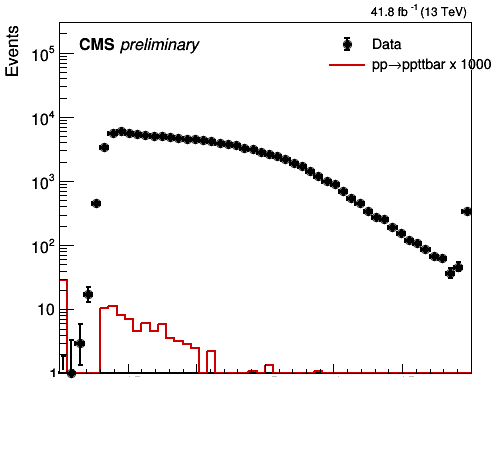 41.8 fb⁻¹ (13 TeV)
Events
CMS preliminary
Data
pp→ppttbar x 1000
10⁵
10⁴
10³
10²
10
1